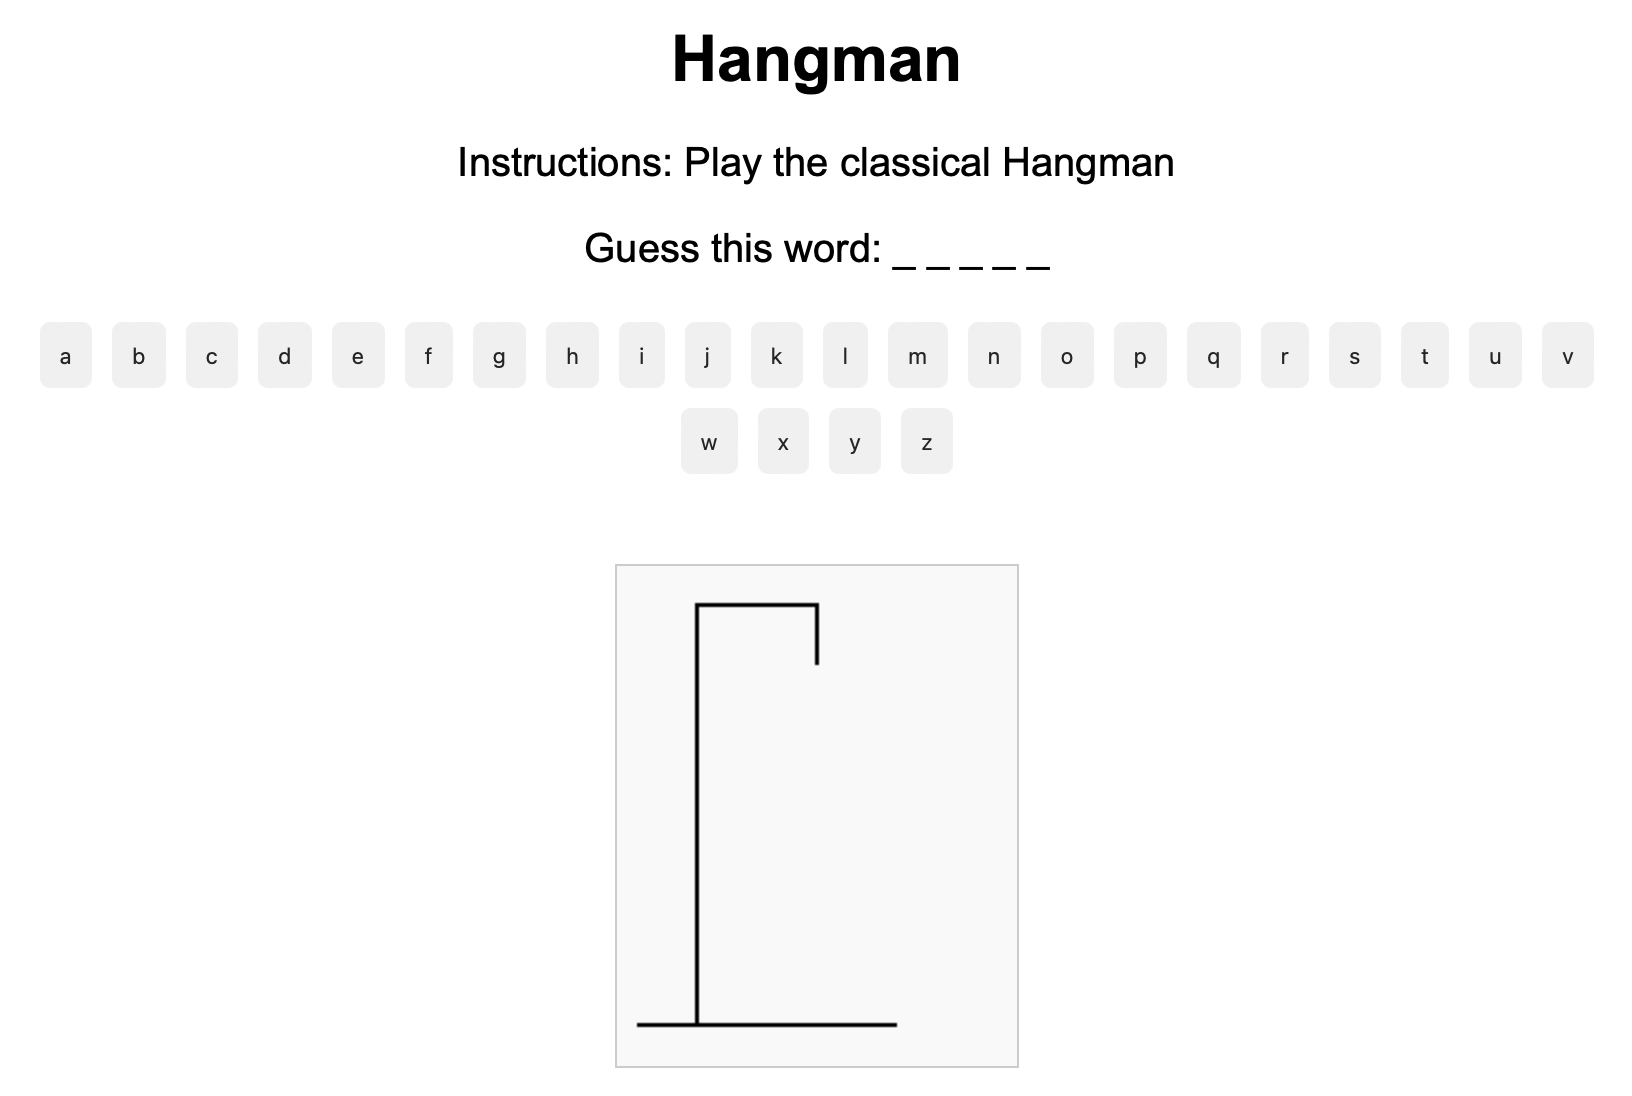 Hangman
Instructions: Play the classical Hangman
Guess this word: _ _ _ _ _
a b c d e f g h i j k l m n o p q r s t u v
w x y z